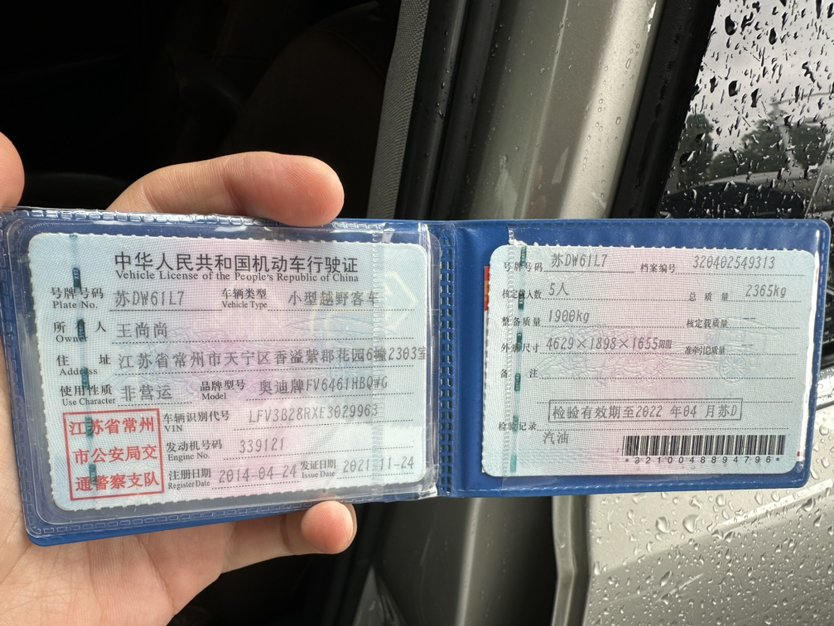 中华人民共和国机动车行驶证
Vehicle License of the People's Republic of China
号牌号码 苏DW61L7 车辆类型 小型越野客车
Plate No. Vehicle Type
所有人 王尚尚
Owner
住址 江苏省常州市天宁区香溢紫郡花园6幢2303室
Address
使用性质 非营运 品牌型号 奥迪牌FV6461HBQWG
Use Character Model
江苏省常州
市公安局交
通警察支队
车辆识别代号 LFV3B28RXE3029963
VIN
发动机号码 339121
Engine No.
注册日期 2014-04-24 发证日期 2021-11-24
Register Date Issue Date
号牌号码 苏DW61L7 档案编号 320402549313
核定载人数 5人 总质量 2365kg
整备质量 1900kg 核定载质量
外廓尺寸 4629×1898×1655 准牵引总质量
备注
检验有效期至2022 年04 月苏D
检验记录
汽油
*3210048894796*